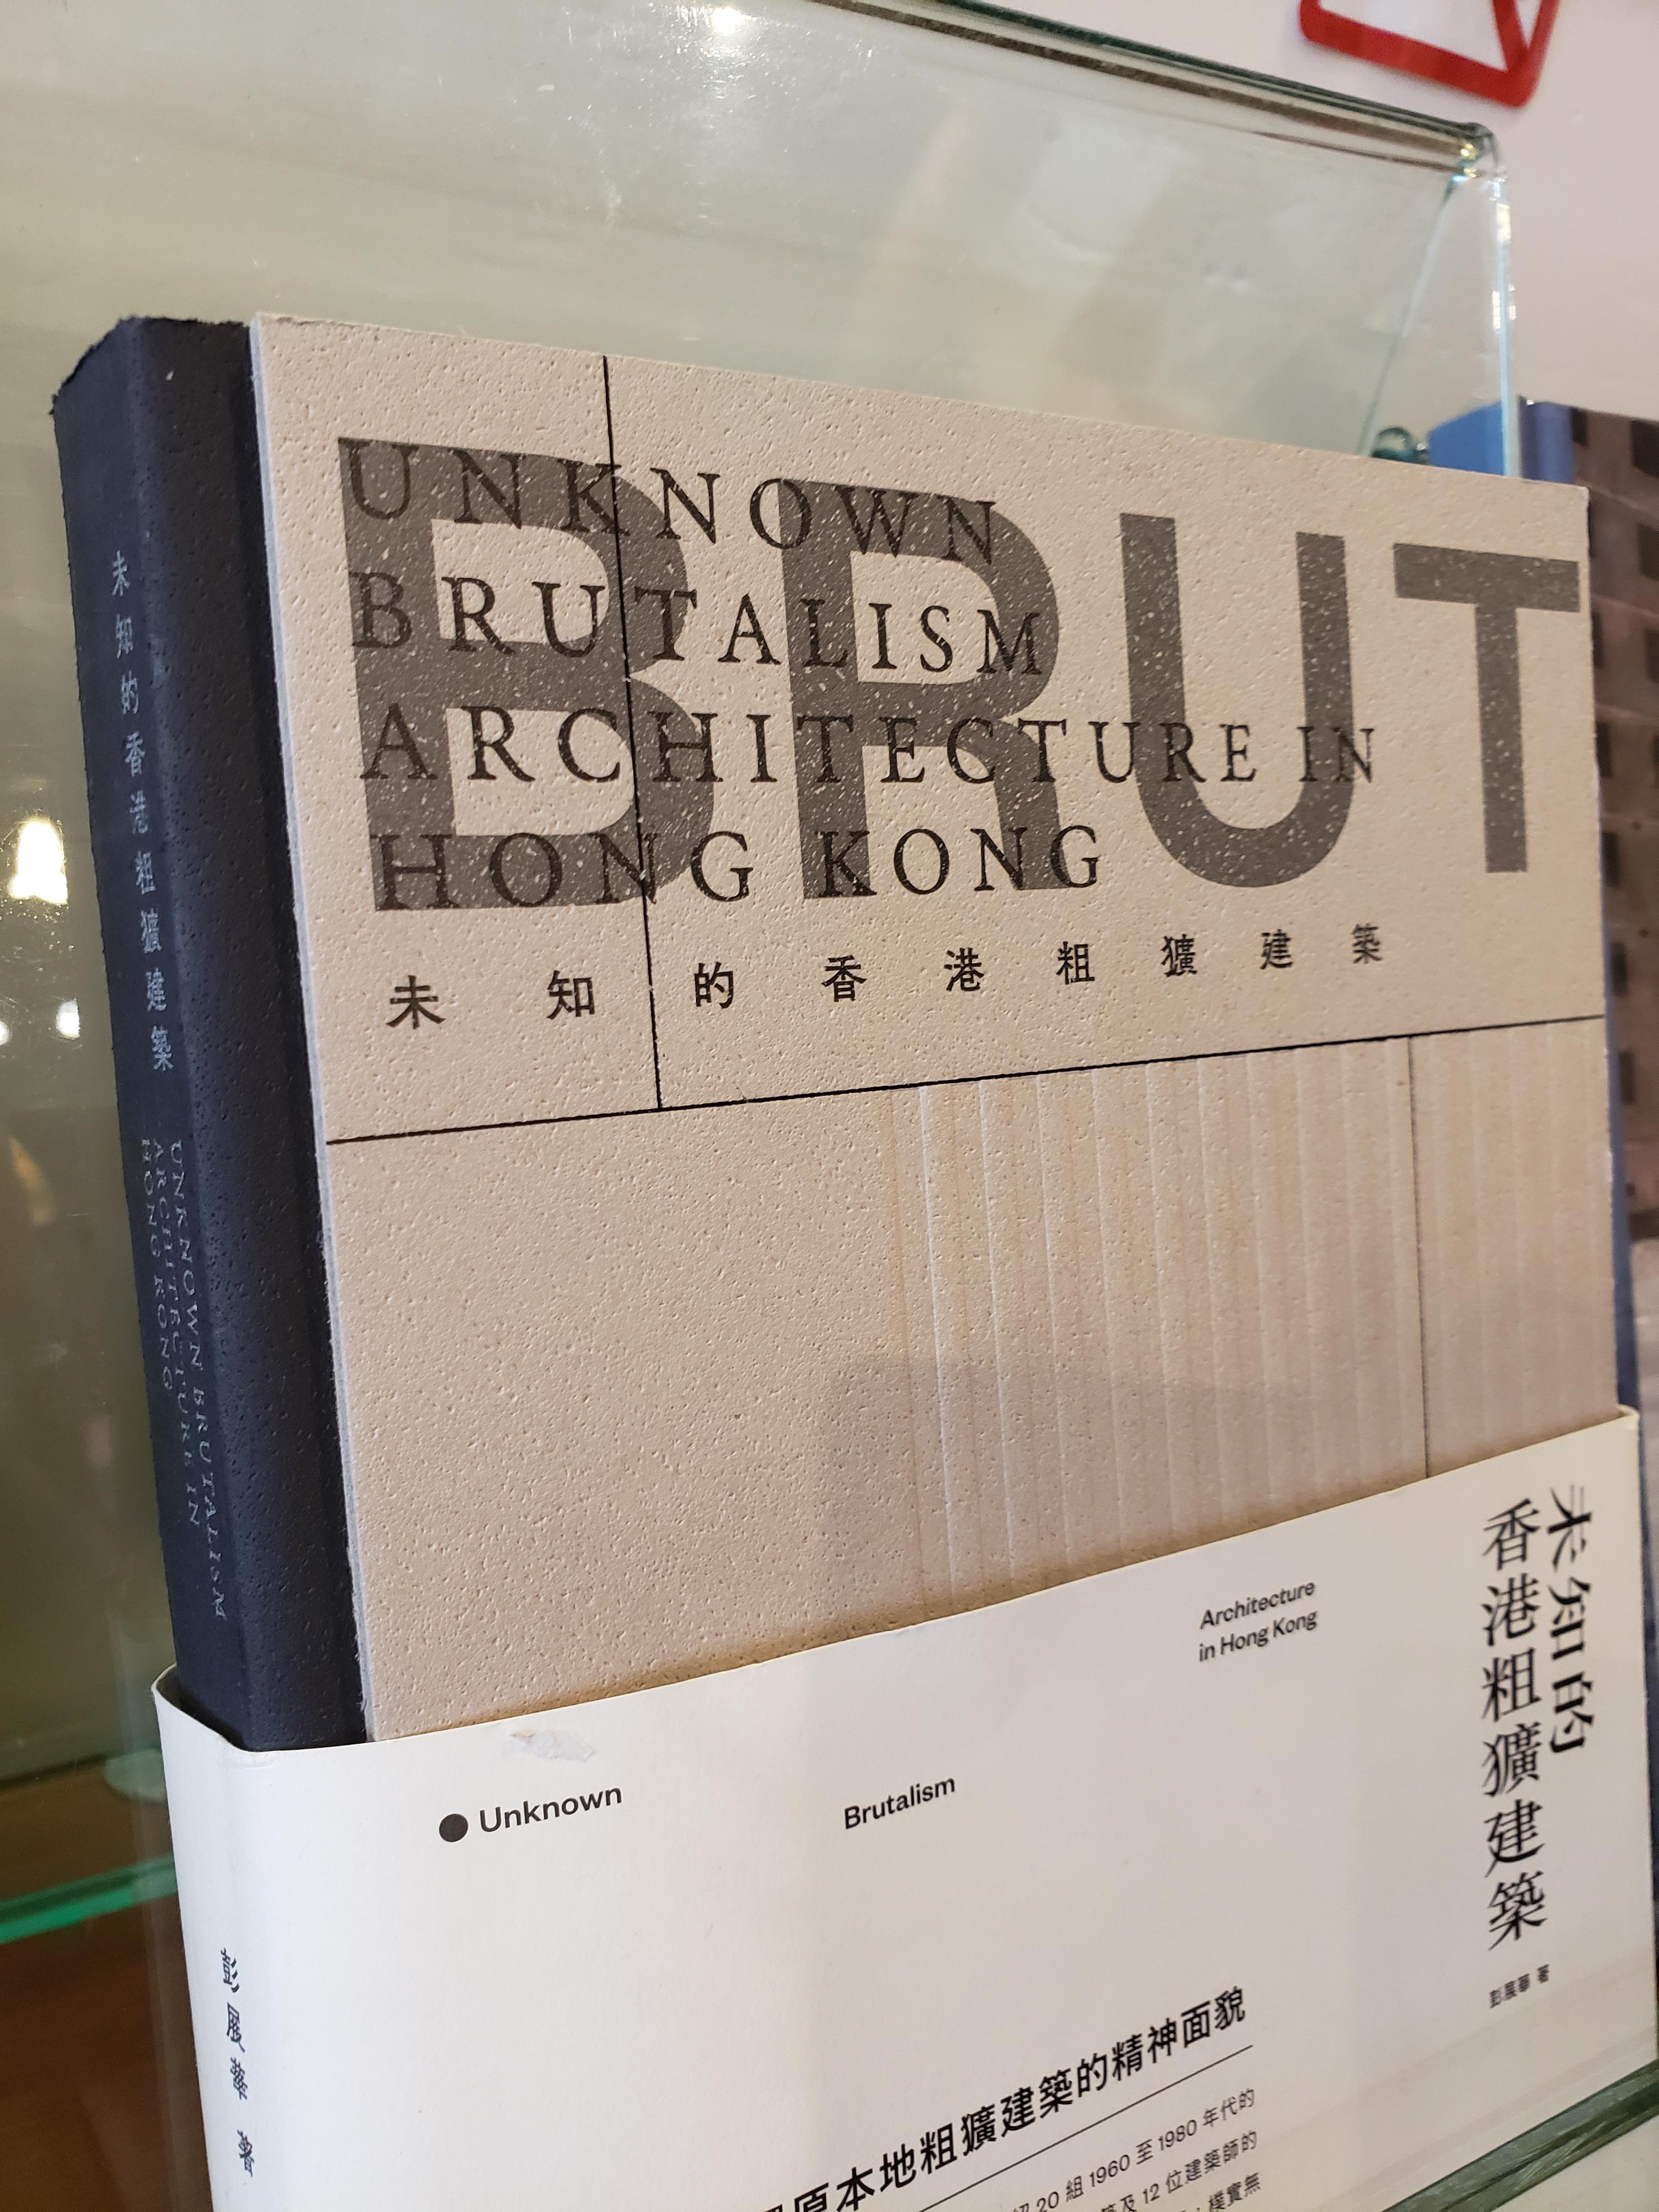 未知的香港粗獷建築
UNKNOWN BRUTALISM
ARCHITECTURE IN
HONG KONG
BRUT
UNKNOWN
BRUTALISM
ARCHITECTURE IN
HONG KONG
未知的香港粗獷建築
Unknown
Brutalism
Architecture
in Hong Kong
未知的
香港粗獷建築
彭展華 著
彭展華 著
原本地粗獷建築的精神面貌
20 組 1960 至 1980 年代的
及 12 位建築師的
樸實無